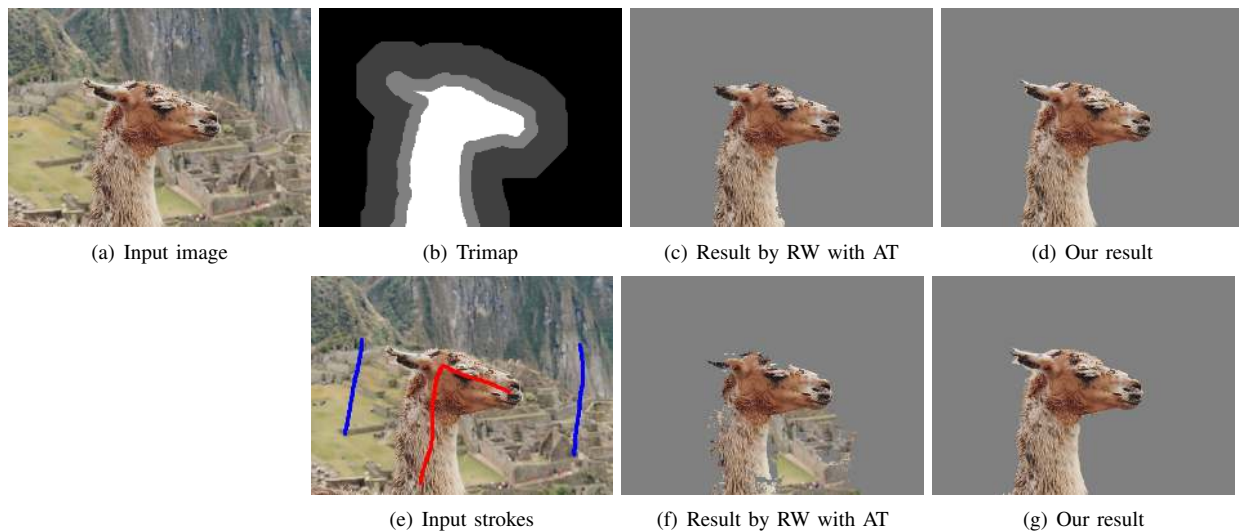 (a) Input image
(b) Trimap
(c) Result by RW with AT
(d) Our result
(e) Input strokes
(f) Result by RW with AT
(g) Our result